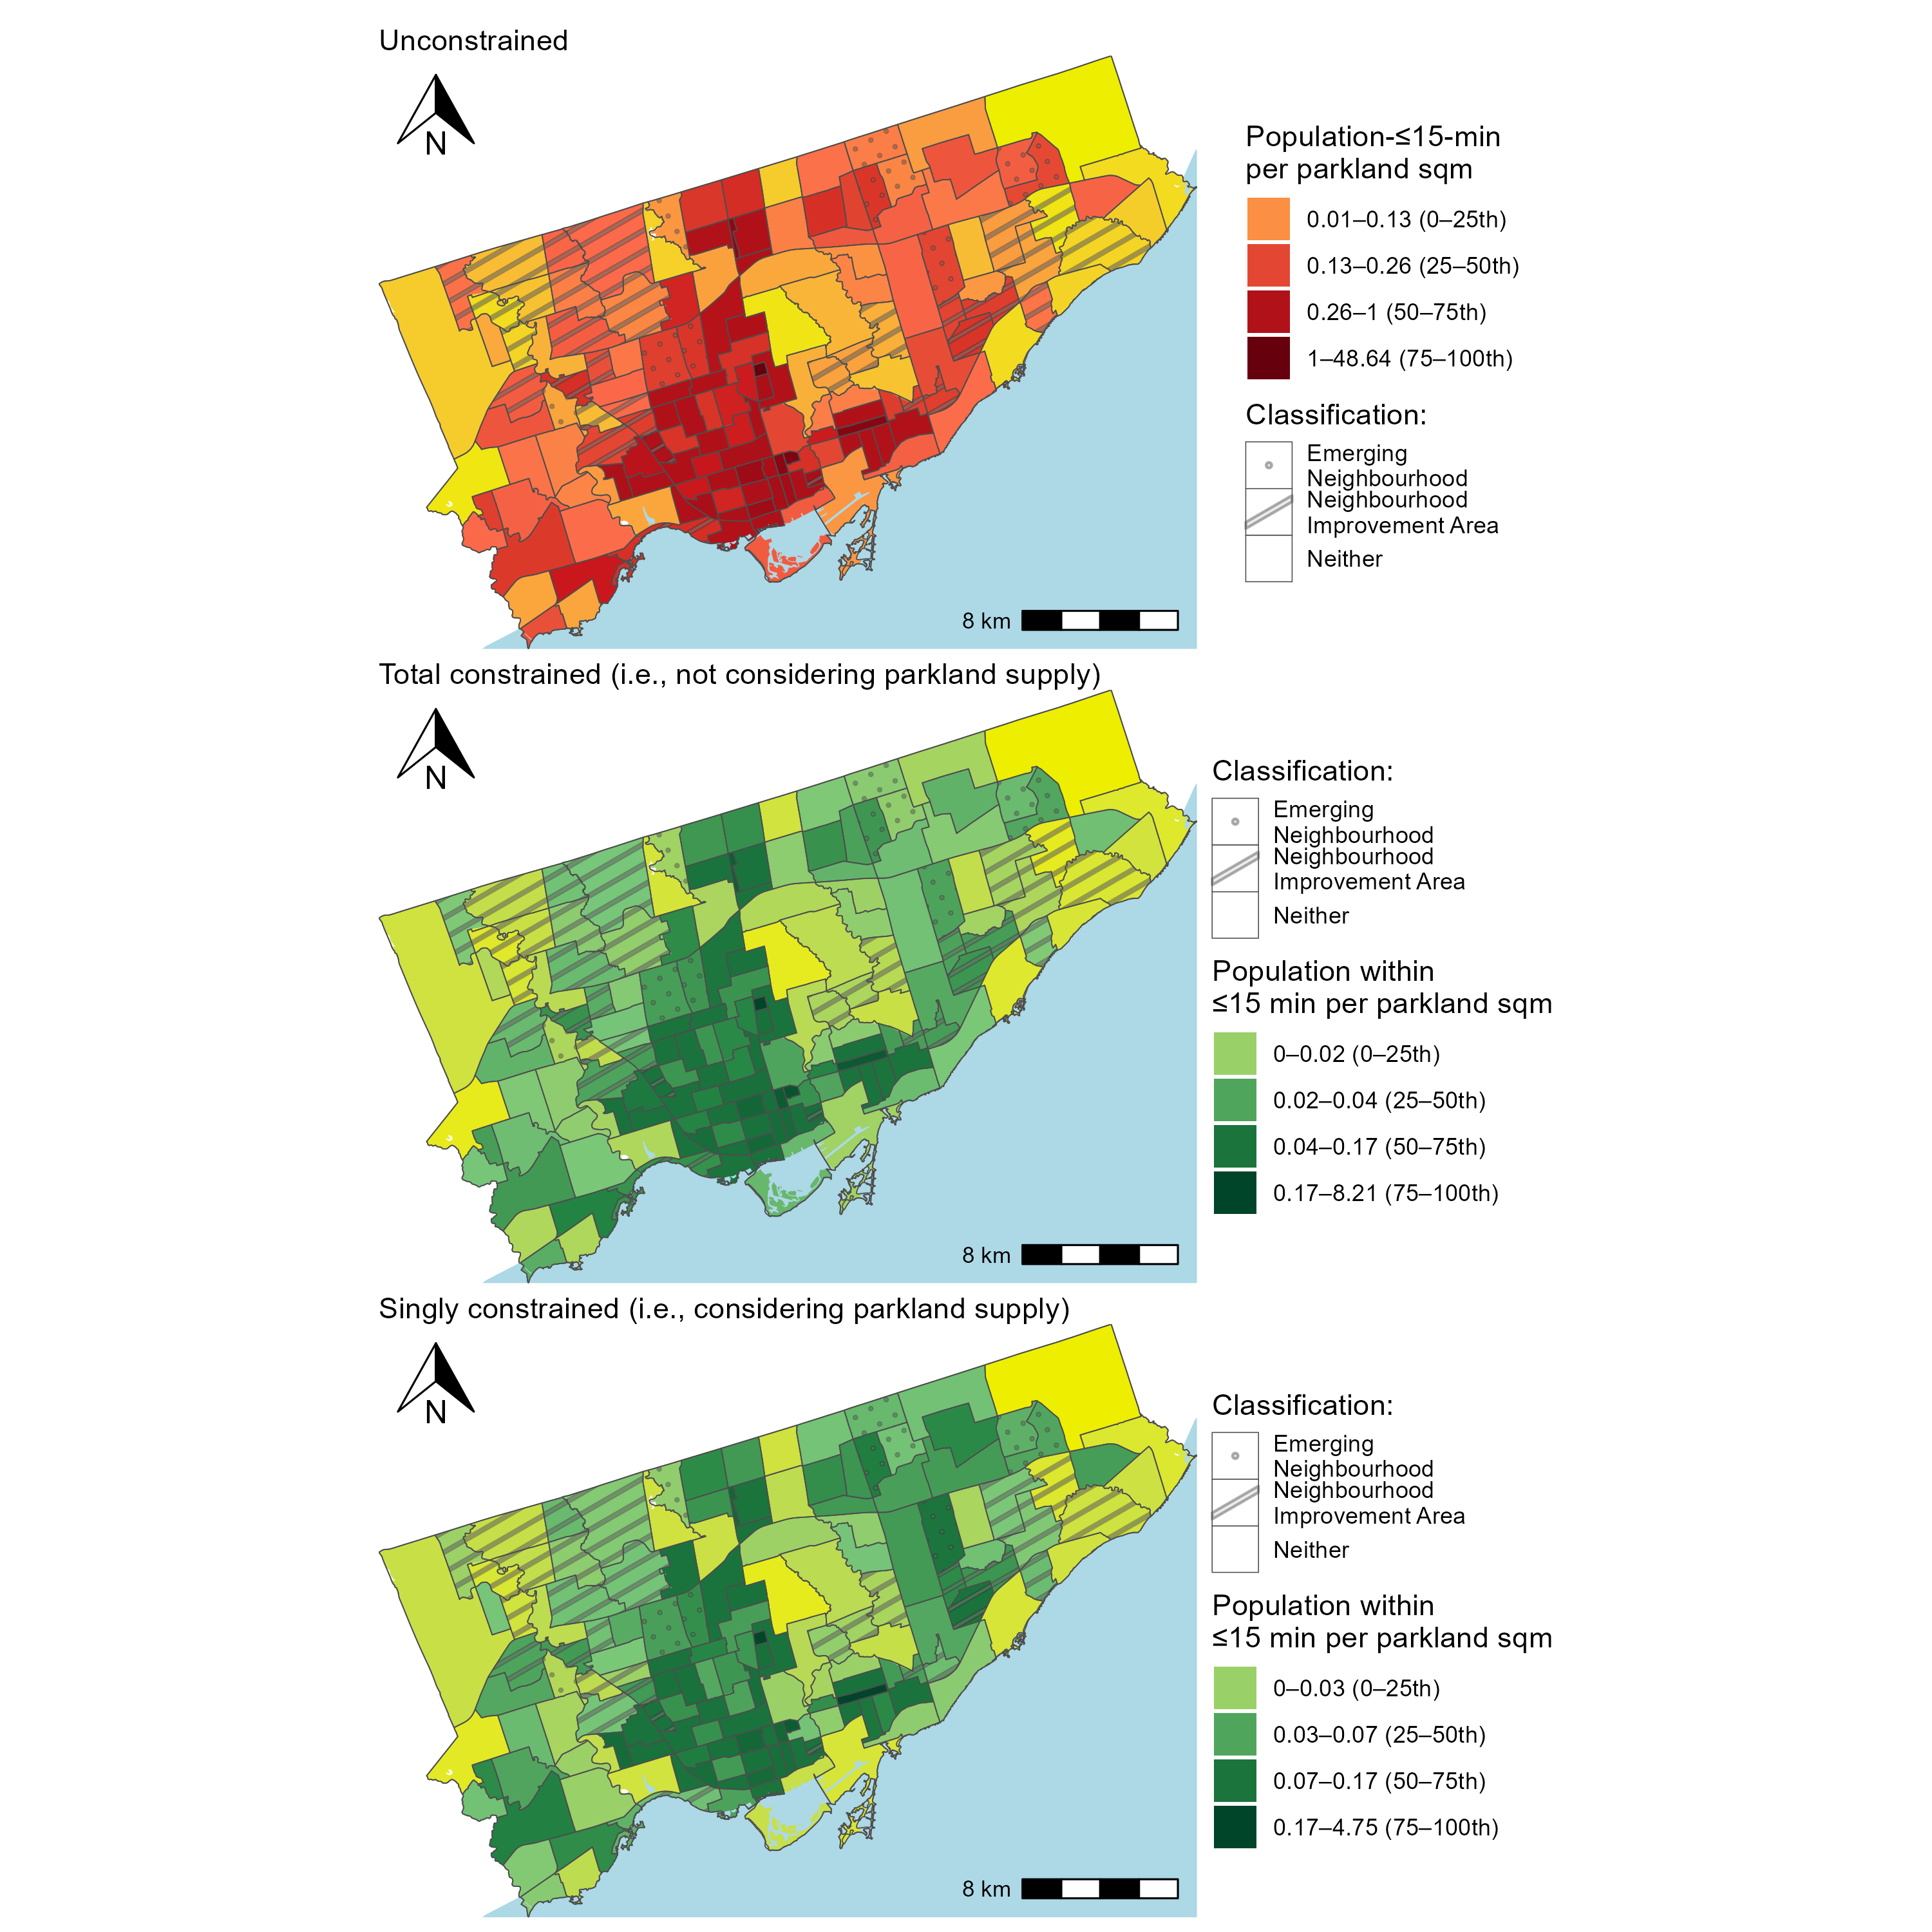 Unconstrained
N
8 km
Population-≤15-min
per parkland sqm
0.01–0.13 (0–25th)
0.13–0.26 (25–50th)
0.26–1 (50–75th)
1–48.64 (75–100th)
Classification:
Emerging
Neighbourhood
Neighbourhood
Improvement Area
Neither
Total constrained (i.e., not considering parkland supply)
N
8 km
Classification:
Emerging
Neighbourhood
Neighbourhood
Improvement Area
Neither
Population within
≤15 min per parkland sqm
0–0.02 (0–25th)
0.02–0.04 (25–50th)
0.04–0.17 (50–75th)
0.17–8.21 (75–100th)
Singly constrained (i.e., considering parkland supply)
N
8 km
Classification:
Emerging
Neighbourhood
Neighbourhood
Improvement Area
Neither
Population within
≤15 min per parkland sqm
0–0.03 (0–25th)
0.03–0.07 (25–50th)
0.07–0.17 (50–75th)
0.17–4.75 (75–100th)